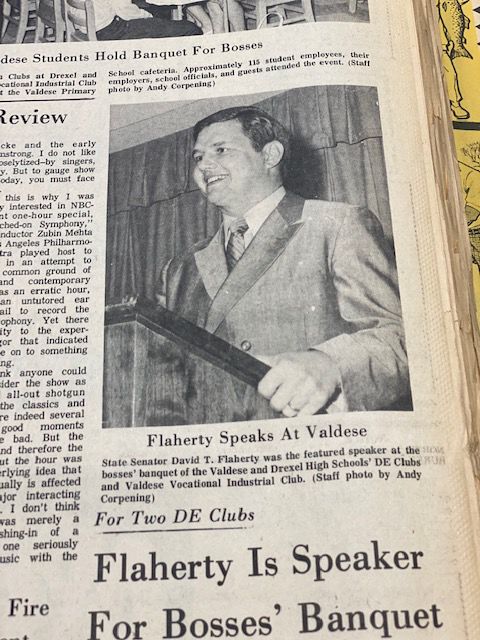 dese Students Hold Banquet For Bosses
u Clubs at Drexel and
Vocational Industrial Club
t the Valdese Primary
School cafeteria. Approximately 115 student employees, their
employers, school officials, and guests attended the event. (Staff
photo by Andy Corpening)
Review
cke and the early
mstrong. I do not like
oselytized—by singers,
y. But to gauge show
oday, you must face
this is why I was
y interested in NBC-
nt one-hour special,
ched-on Symphony,"
nductor Zubin Mehta
s Angeles Philharmo-
tra played host to
in an attempt to
common ground of
and contemporary
as an erratic hour,
an untutored ear
ail to record the
ophony. Yet there
ity to the exper-
gor that indicated
e on to something
ng.
nk anyone could
sider the show as
all-out shotgun
the classics and
re indeed several
good moments
e bad. But the
nd therefore the
ut the hour was
erlying idea that
ually is affected
ajor interacting
. I don't think
was merely a
shing-in of a
one seriously
usic with the
Fire
Flaherty Speaks At Valdese
State Senator David T. Flaherty was the featured speaker at the
bosses' banquet of the Valdese and Drexel High Schools' DE Clubs
and Valdese Vocational Industrial Club. (Staff photo by Andy
Corpening)
For Two DE Clubs
Flaherty Is Speaker
For Bosses' Banquet